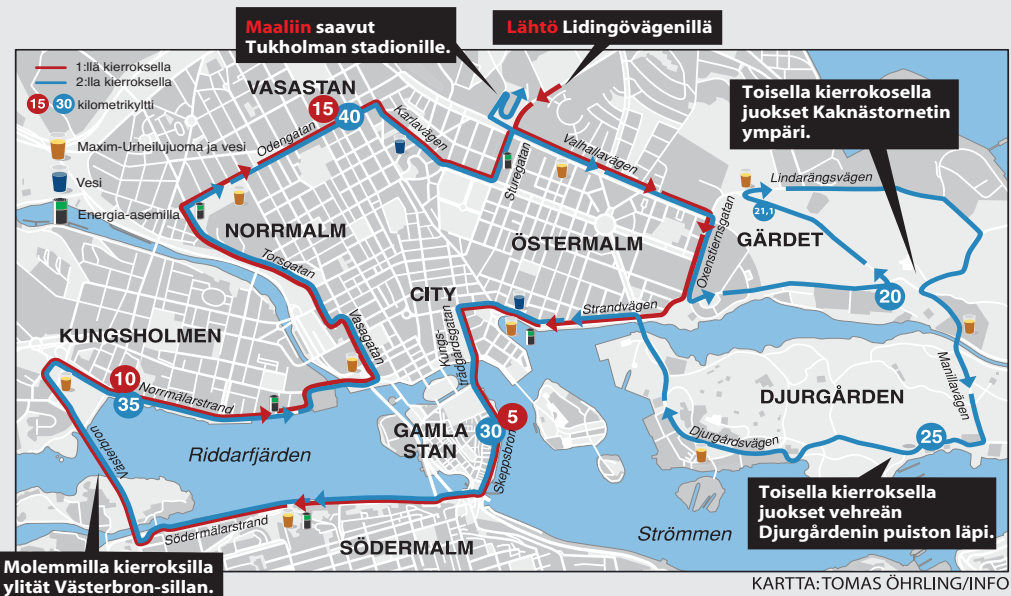 Maaliin saavut
Tukholman stadionille.
Lähtö Lidingövägenillä
1:llä kierroksella
2:lla kierroksella
15 30 kilometrikyltti
Maxim-Urheilujuoma ja vesi
Vesi
Energia-asemilla
VASASTAN
15
40
Odengatan
Karlavägen
Sturegatan
Valhallavägen
Toisella kierrokosella
juokset Kaknästornetin
ympäri.
Lindarängsvägen
21,1
GÄRDET
Oxenstiernsgatan
NORRMALM
ÖSTERMALM
Torsgatan
CITY
Strandvägen
20
KUNGSHOLMEN
Vasagatan
Kungs
trädgårdsgatan
10
35
Norrmälarstrand
Manillavägen
DJURGÅRDEN
GAMLA
STAN
30
5
Skeppsbron
Djurgårdsvägen
25
Västerbron
Riddarfjärden
Södermälarstrand
SÖDERMALM
Strömmen
Toisella kierroksella
juokset vehreän
Djurgårdenin puiston läpi.
Molemmilla kierroksilla
ylität Västerbron-sillan.
KARTTA: TOMAS ÖHRLING/INFO